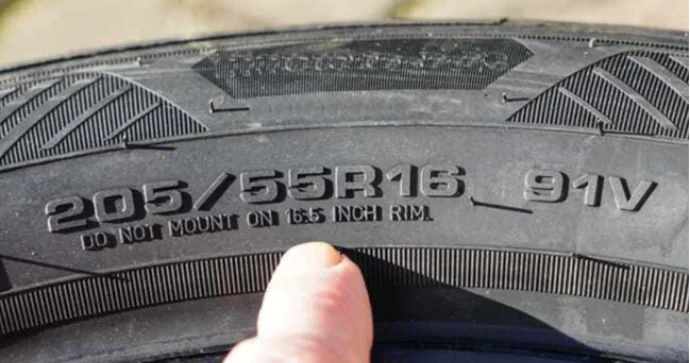 205/55R16 91V
DO NOT MOUNT ON 16.5 INCH RIM.